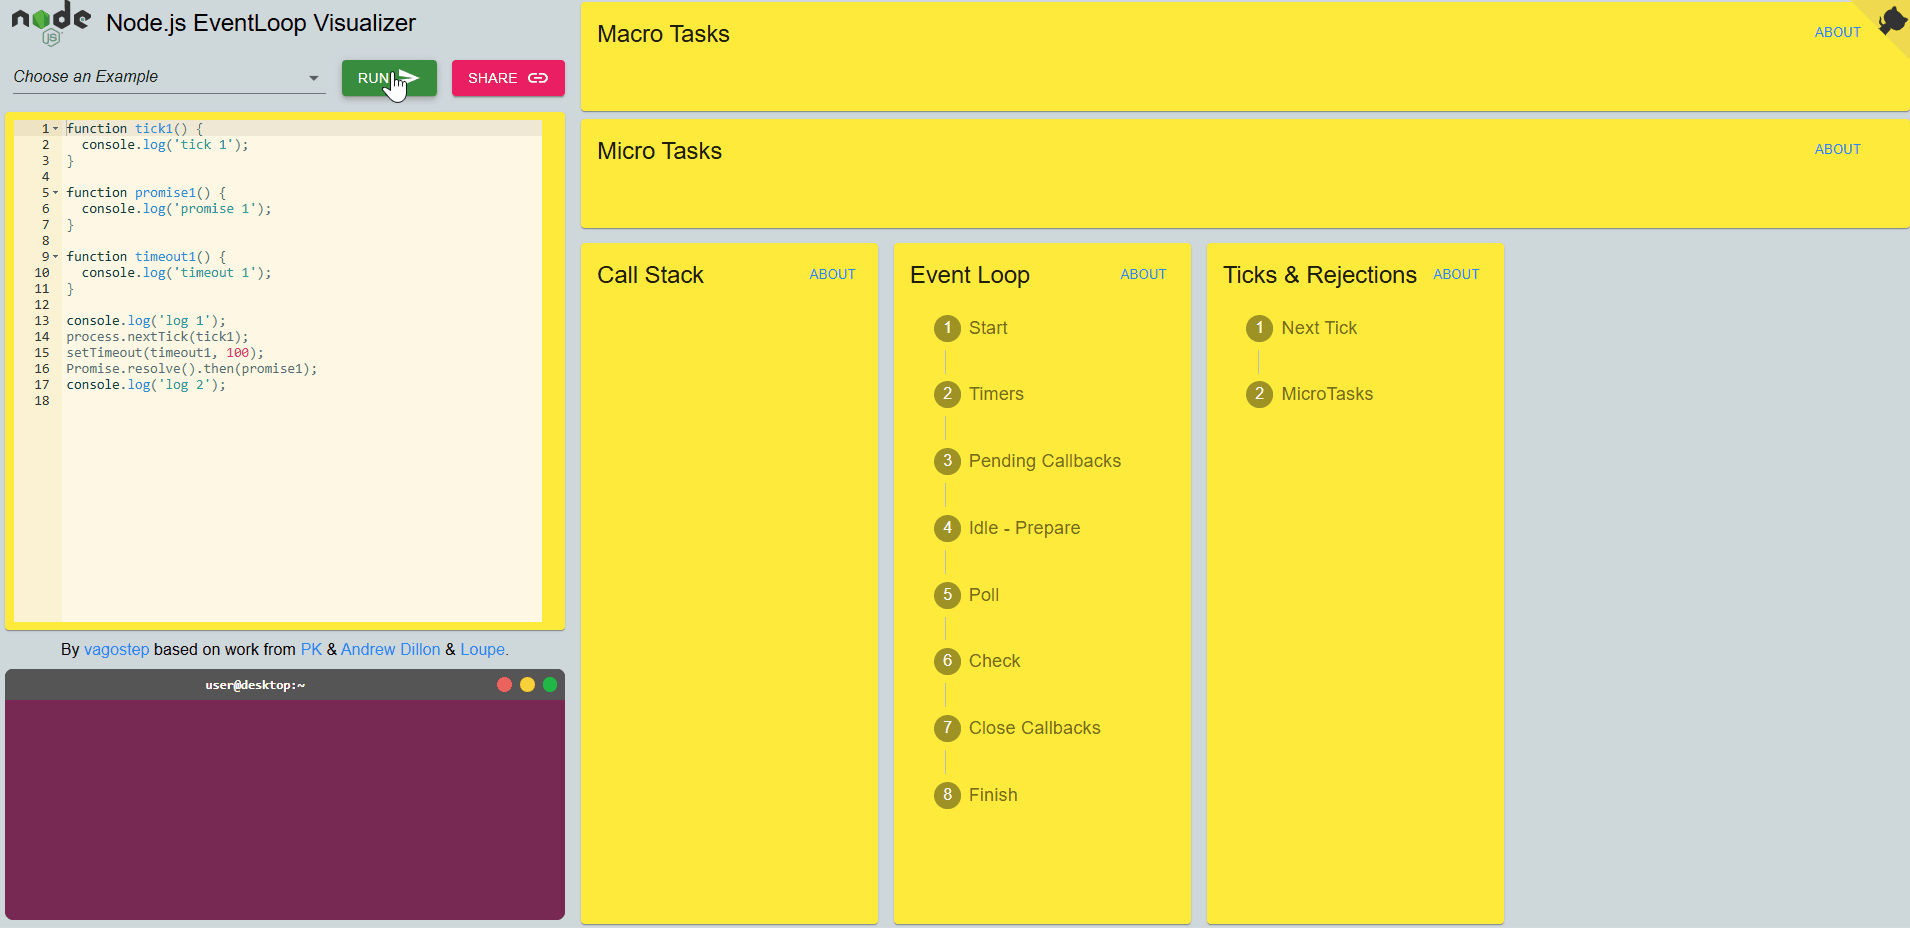 node
JS
Node.js EventLoop Visualizer
Choose an Example
RUN
SHARE
1 function tick1() {
2 console.log('tick 1');
3 }
4
5 function promise1() {
6 console.log('promise 1');
7 }
8
9 function timeout1() {
10 console.log('timeout 1');
11 }
12
13 console.log('log 1');
14 process.nextTick(tick1);
15 setTimeout(timeout1, 100);
16 Promise.resolve().then(promise1);
17 console.log('log 2');
18
By vagostep based on work from PK & Andrew Dillon & Loupe.
user@desktop:~
Macro Tasks
ABOUT
Micro Tasks
ABOUT
Call Stack
ABOUT
Event Loop
ABOUT
1 Start
2 Timers
3 Pending Callbacks
4 Idle - Prepare
5 Poll
6 Check
7 Close Callbacks
8 Finish
Ticks & Rejections
ABOUT
1 Next Tick
2 MicroTasks